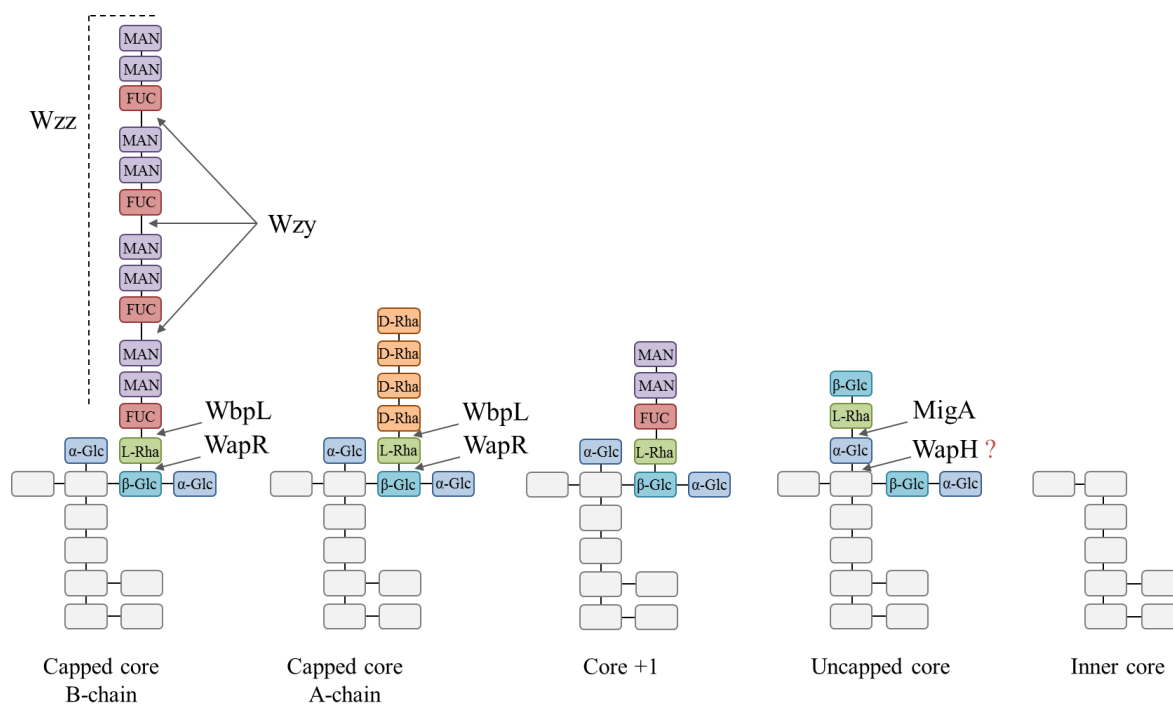 MAN
MAN
FUC
Wzz
MAN
MAN
FUC
Wzy
MAN
MAN
FUC
MAN
MAN
FUC
WbpL
α-Glc
L-Rha
WapR
β-Glc
α-Glc
Capped core
B-chain
D-Rha
D-Rha
D-Rha
D-Rha
WbpL
α-Glc
L-Rha
WapR
β-Glc
α-Glc
Capped core
A-chain
MAN
MAN
FUC
α-Glc
L-Rha
β-Glc
α-Glc
Core +1
β-Glc
L-Rha
MigA
α-Glc
WapH ?
β-Glc
α-Glc
Uncapped core
Inner core